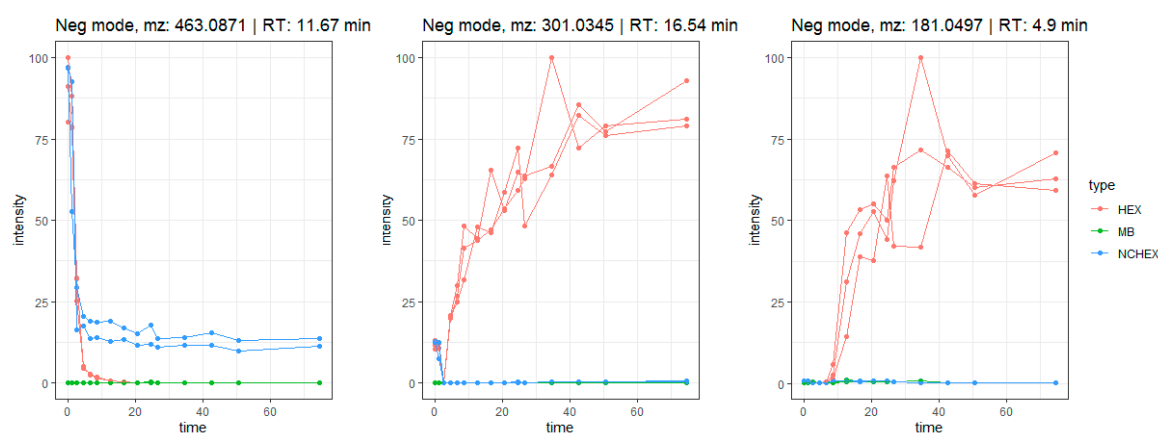 Neg mode, mz: 463.0871 | RT: 11.67 min
Neg mode, mz: 301.0345 | RT: 16.54 min
Neg mode, mz: 181.0497 | RT: 4.9 min
100
75
50
25
0
intensity
0
20
40
60
time
100
75
50
25
0
intensity
0
20
40
60
time
100
75
50
25
0
intensity
0
20
40
60
time
type
HEX
MB
NCHEX